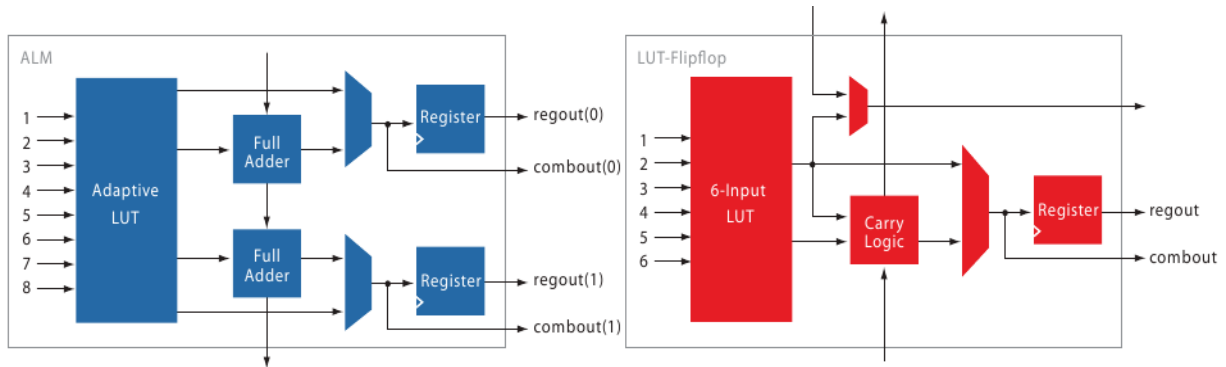 ALM
1
2
3
4
5
6
7
8
Adaptive
LUT
Full
Adder
Full
Adder
Register
Register
regout(0)
combout(0)
regout(1)
combout(1)
LUT-Flipflop
1
2
3
4
5
6
6-Input
LUT
Carry
Logic
Register
regout
combout